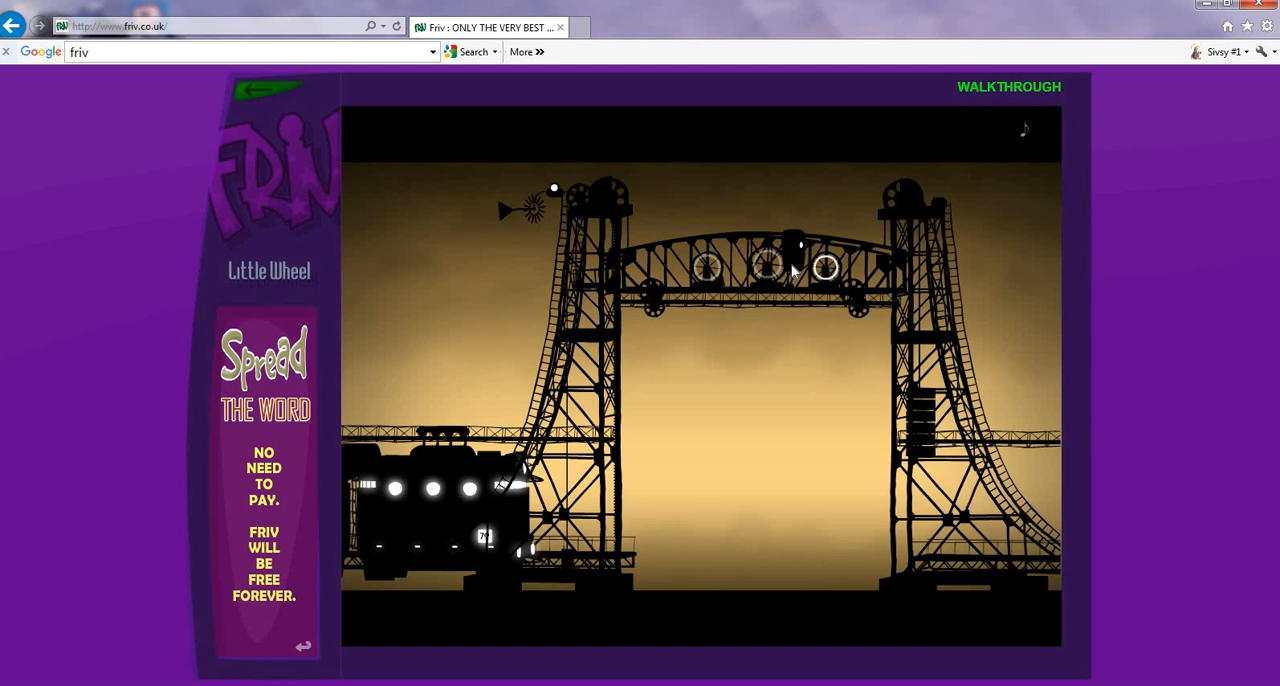 http://www.friv.co.uk/
Friv : ONLY THE VERY BEST ...
Google
friv
Search
More »
Sivsy #1
WALKTHROUGH
FRIV
Little Wheel
Spread
THE WORD
NO
NEED
TO
PAY.
FRIV
WILL
BE
FREE
FOREVER.